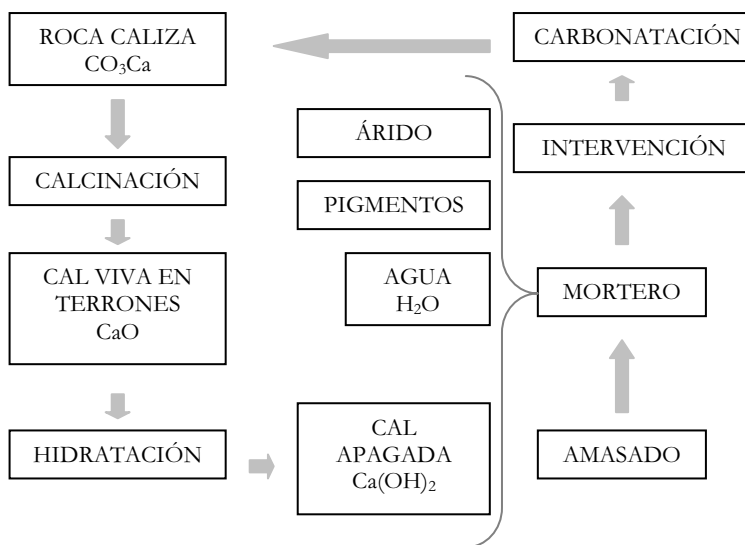 ROCA CALIZA
CO₃Ca
CALCINACIÓN
CAL VIVA EN
TERRONES
CaO
HIDRATACIÓN
ÁRIDO
PIGMENTOS
AGUA
H₂O
CAL
APAGADA
Ca(OH)₂
CARBONATACIÓN
INTERVENCIÓN
MORTERO
AMASADO